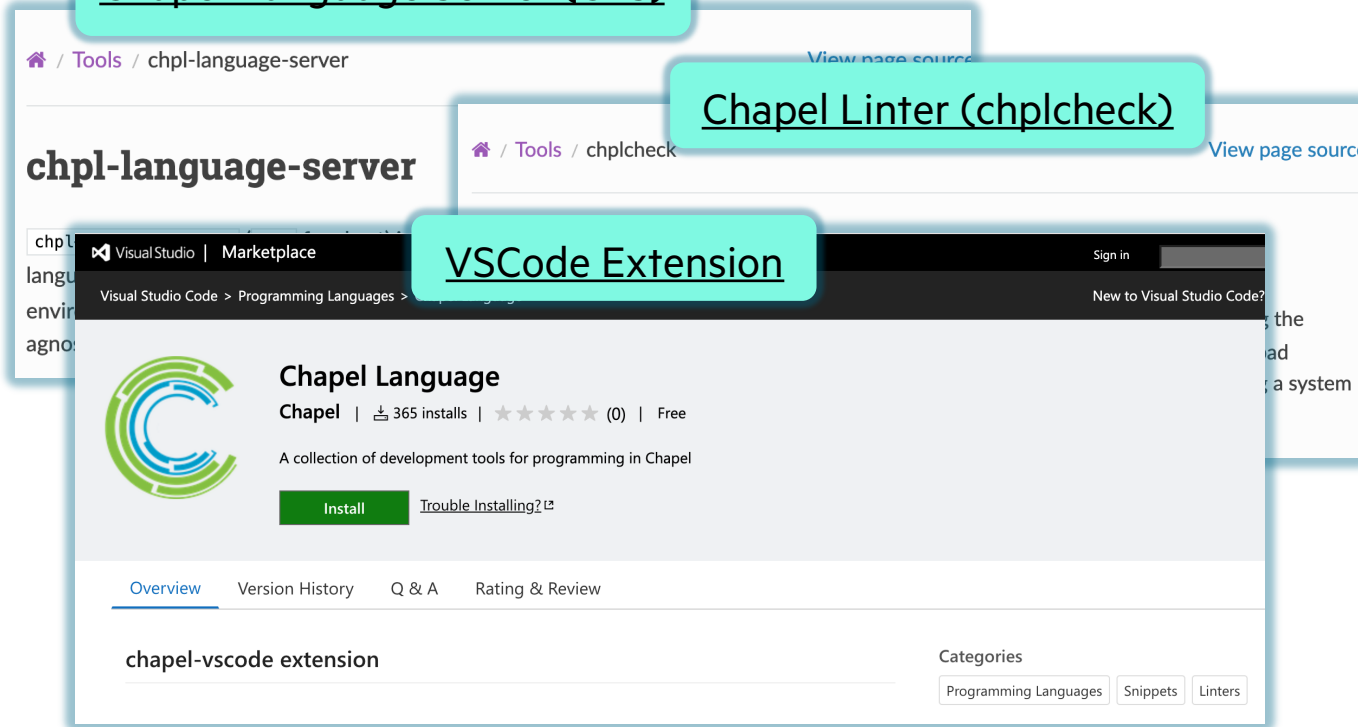 / Tools / chpl-language-server
View page source
Chapel Linter (chplcheck)
chpl-language-server
/ Tools / chplcheck
View page
VSCode Extension
Visual Studio | Marketplace
Sign in
Visual Studio Code > Programming Languages >
New to Visual Studio Code?
the
a system
Chapel Language
Chapel | 365 installs | (0) | Free
A collection of development tools for programming in Chapel
Install
Trouble Installing?
Overview
Version History
Q & A
Rating & Review
chapel-vscode extension
Categories
Programming Languages
Snippets
Linters